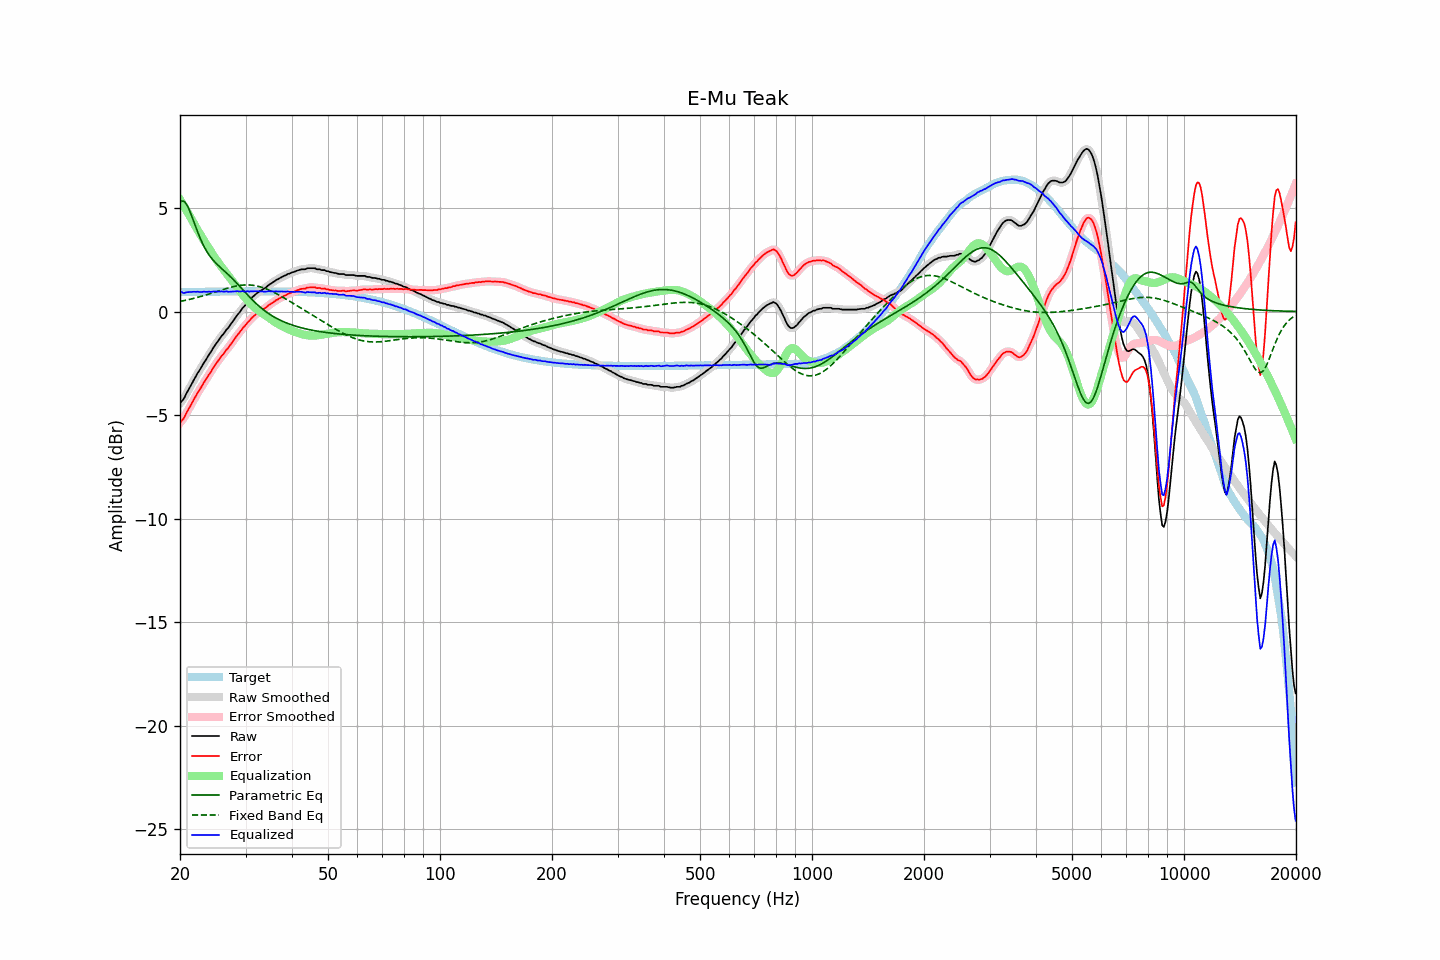 E-Mu Teak
Amplitude (dBr)
5
0
−5
−10
−15
−20
−25
Target
Raw Smoothed
Error Smoothed
Raw
Error
Equalization
Parametric Eq
Fixed Band Eq
Equalized
20 50 100 200 500 1000 2000 5000 10000 20000
Frequency (Hz)